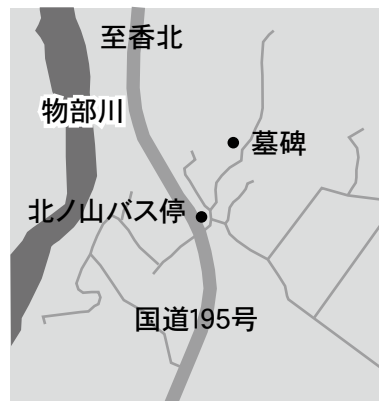 至香北
物部川
墓碑
北ノ山バス停
国道195号